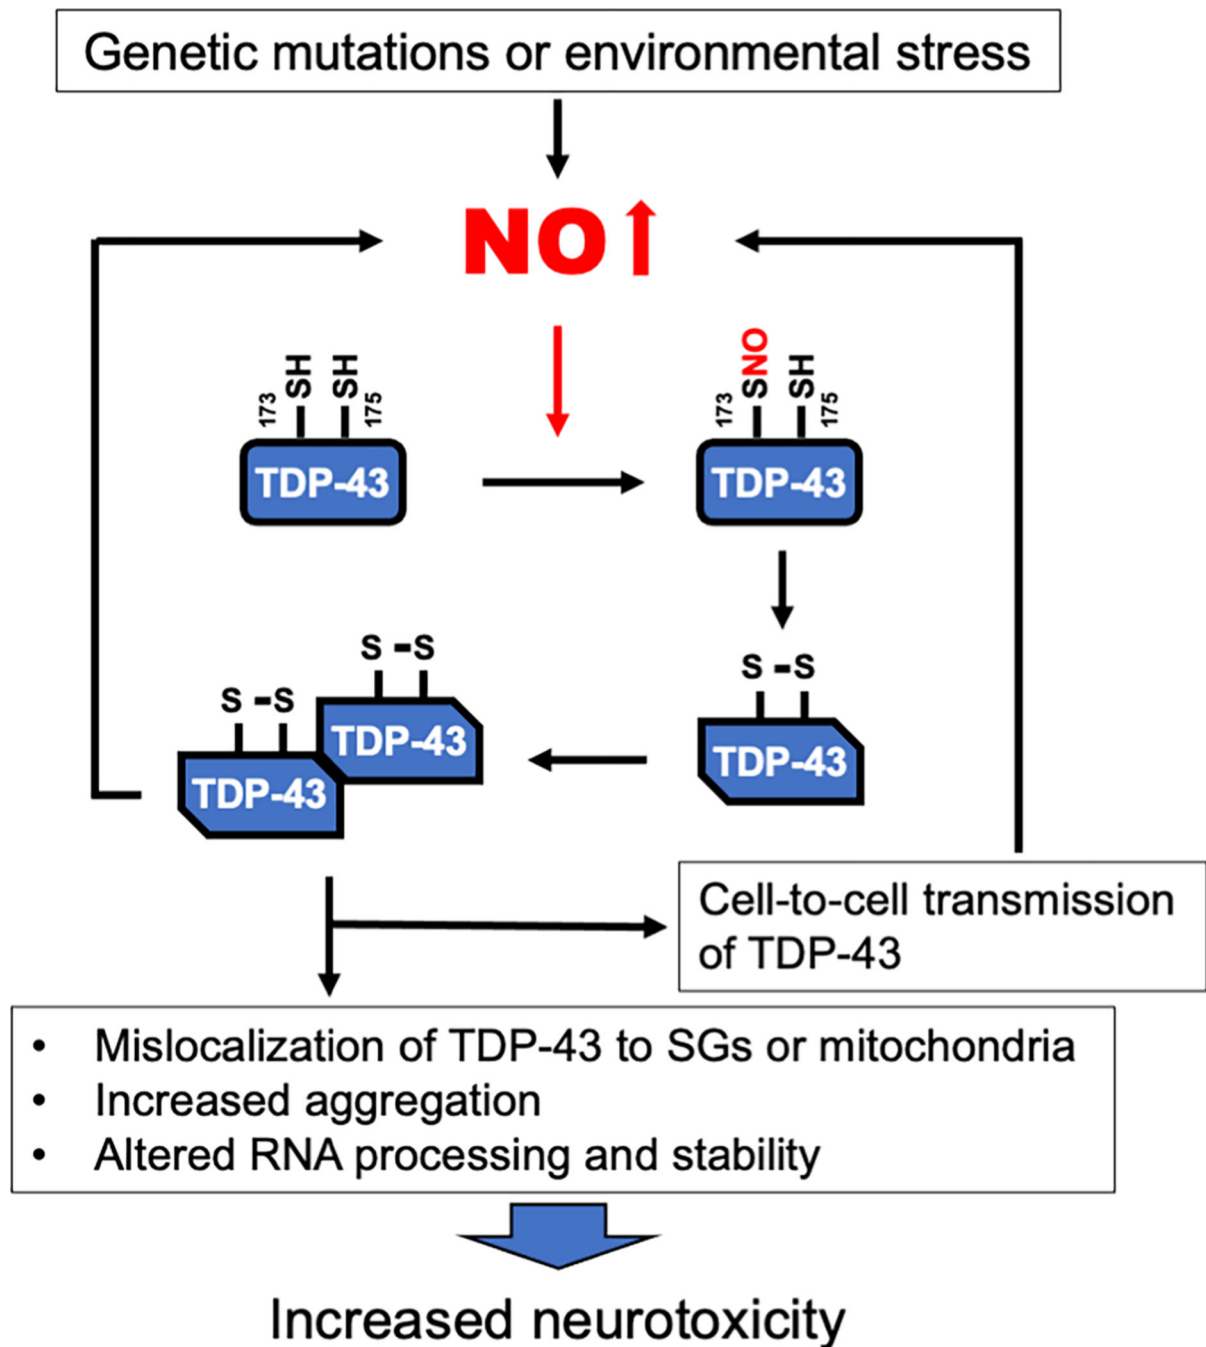 Genetic mutations or environmental stress
NO
173
SH
SH
175
TDP-43
173
SNO
SH
175
TDP-43
S - S
TDP-43
S - S
TDP-43
S - S
TDP-43
Cell-to-cell transmission
of TDP-43
• Mislocalization of TDP-43 to SGs or mitochondria
• Increased aggregation
• Altered RNA processing and stability
Increased neurotoxicity